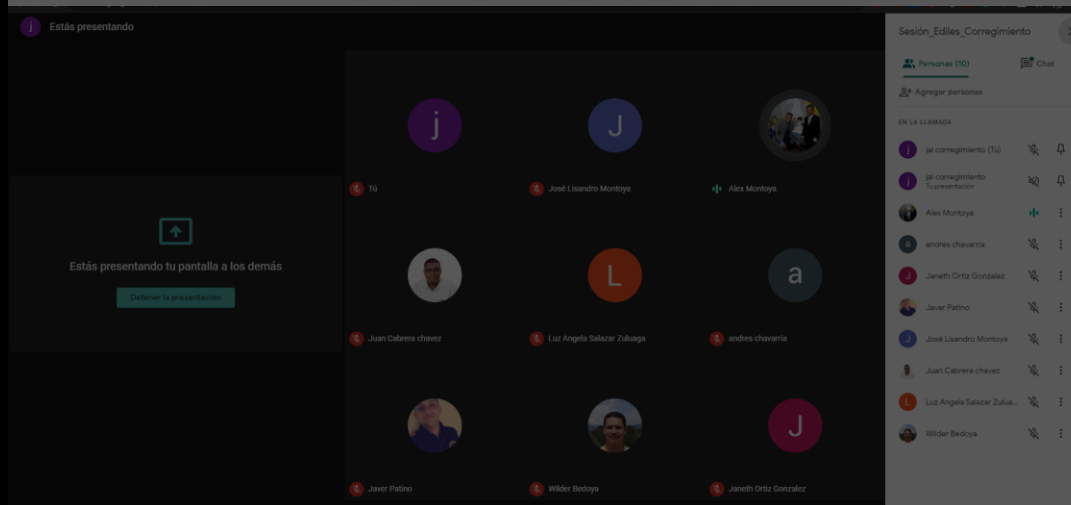 j Estás presentando
Sesión_Ediles_Corregimiento
Personas (10) Chat
Agregar personas
EN LA LLAMADA
j jal corregimiento (Tú)
j jal corregimiento
Tu presentación
Alex Montoya
a andres chavarria
J Janeth Ortiz Gonzalez
Javer Patino
J José Lisandro Montoya
Juan Cabrera chavez
L Luz Angela Salazar Zulua...
Wilder Bedoya
Estás presentando tu pantalla a los demás
Detener la presentación
j J
Tú José Lisandro Montoya Alex Montoya
L a
Juan Cabrera chavez Luz Angela Salazar Zuluaga andres chavarria
J
Javer Patino Wilder Bedoya Janeth Ortiz Gonzalez